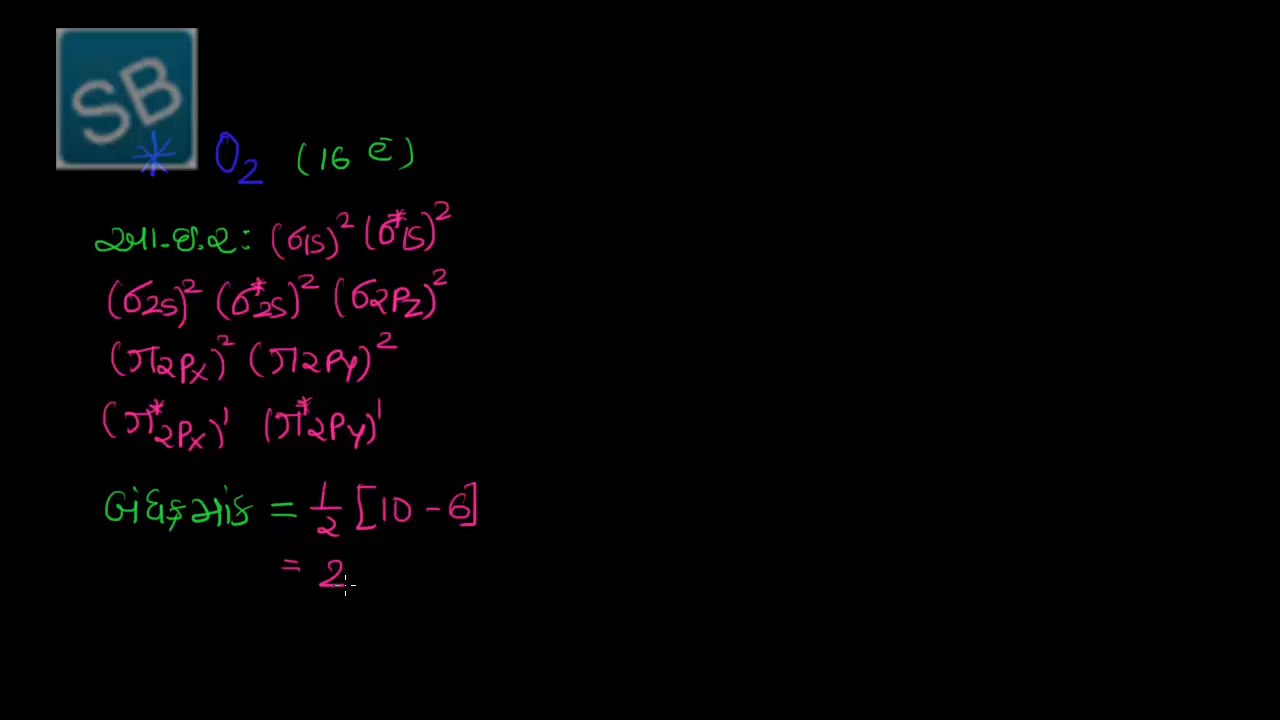 SB
* O₂ (16 e⁻)
આ.ઇ.ર: (σ1s)² (σ*1s)²
(σ2s)² (σ*2s)² (σ2Pz)²
(π2Px)² (π2Py)²
(π*2Px)¹ (π*2Py)¹
બંધક્રમાંક = 1/2 [10 - 6]
= 2